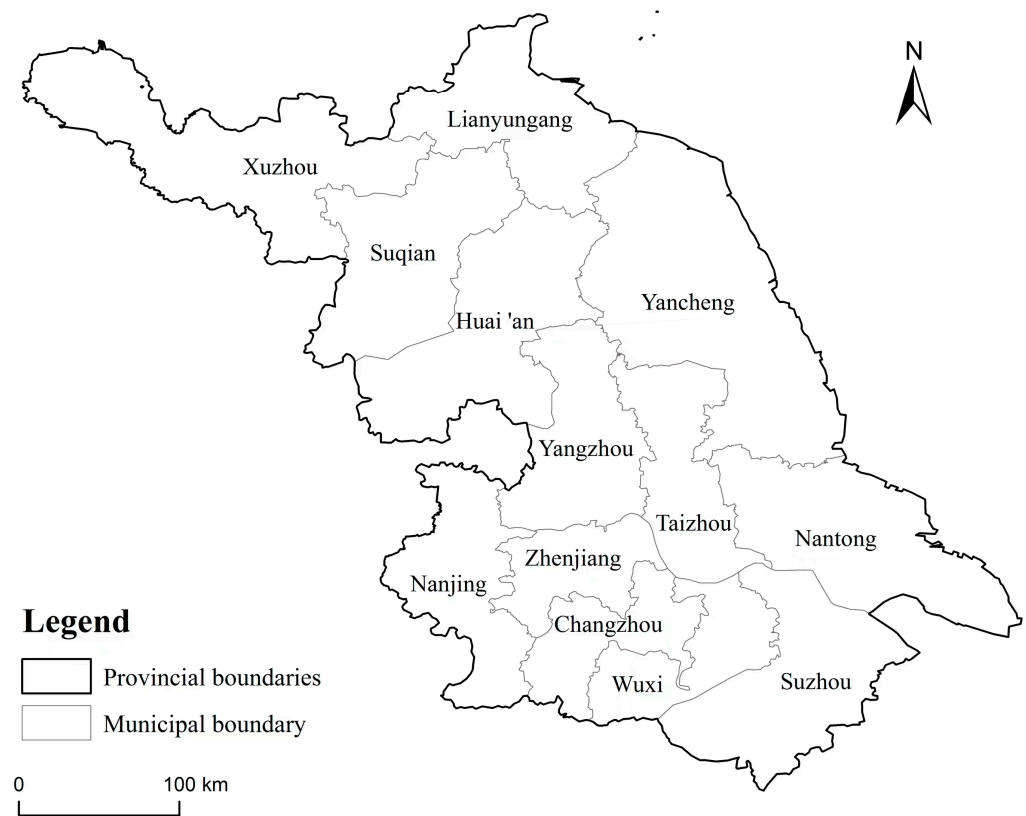 N
Lianyungang
Xuzhou
Suqian
Yancheng
Huai 'an
Yangzhou
Taizhou
Nantong
Zhenjiang
Nanjing
Changzhou
Wuxi
Suzhou
Legend
Provincial boundaries
Municipal boundary
0 100 km